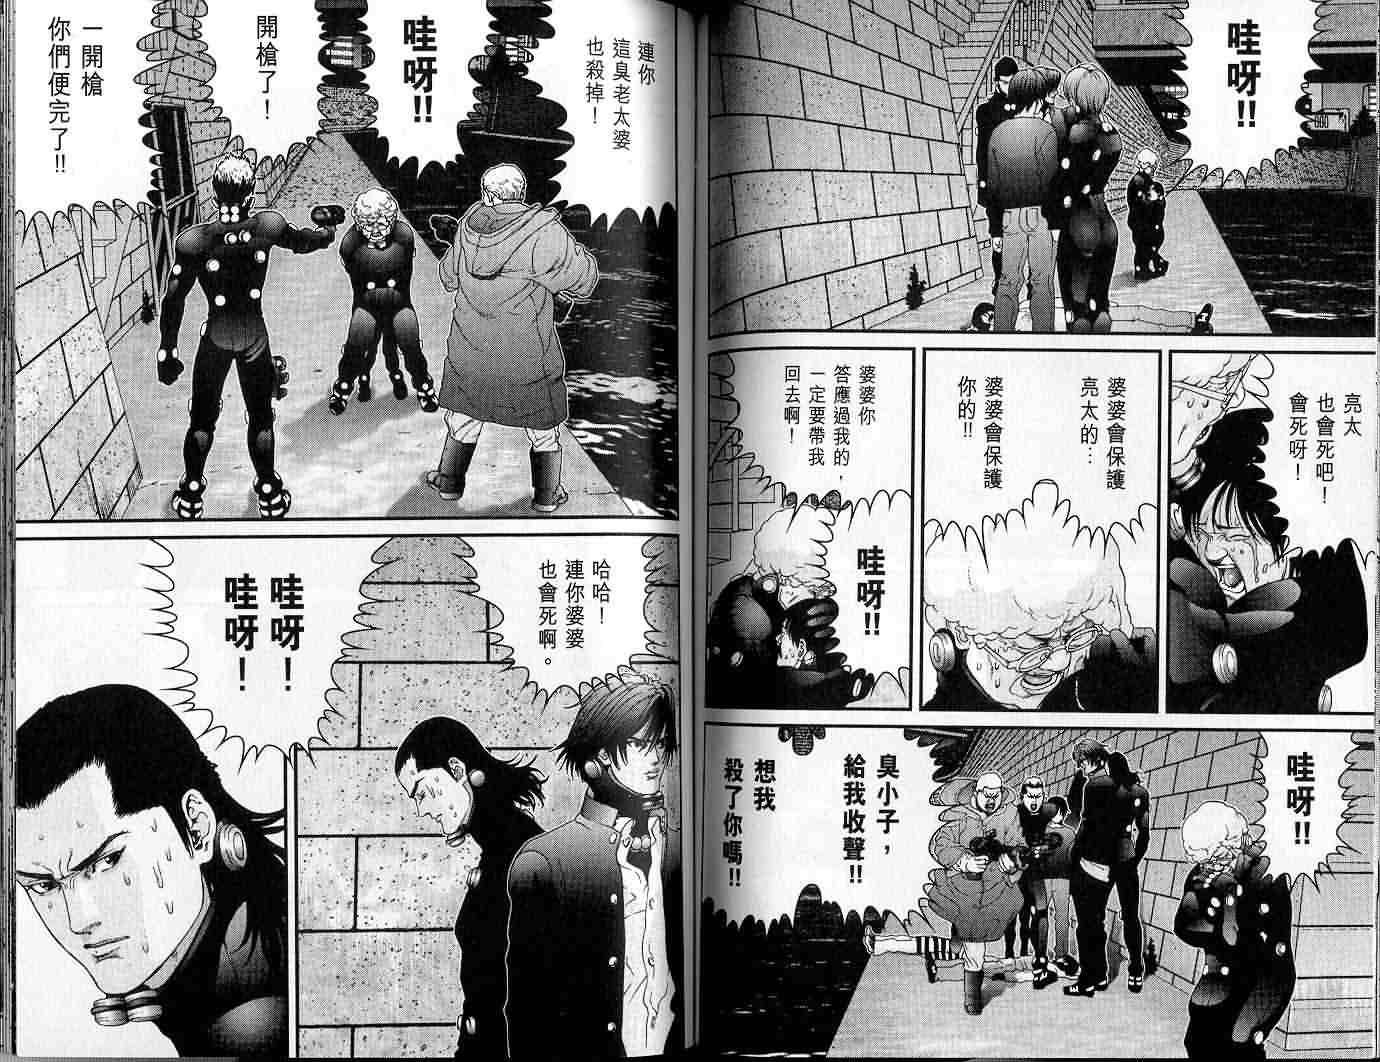 哇呀!!
亮太
也會死吧！
會死呀！
婆婆會保護
亮太的…
婆婆會保護
你的!!
婆婆你
答應過我的，
一定要帶我
回去啊！
哇呀!!
哇呀!!
臭小子，
給我收聲!!
想我
殺了你嗎!!
連你
這臭老太婆
也殺掉！
哇呀!!
開槍了！
一開槍
你們便完了!!
哈哈！
連你婆婆
也會死啊。
哇呀！
哇呀！